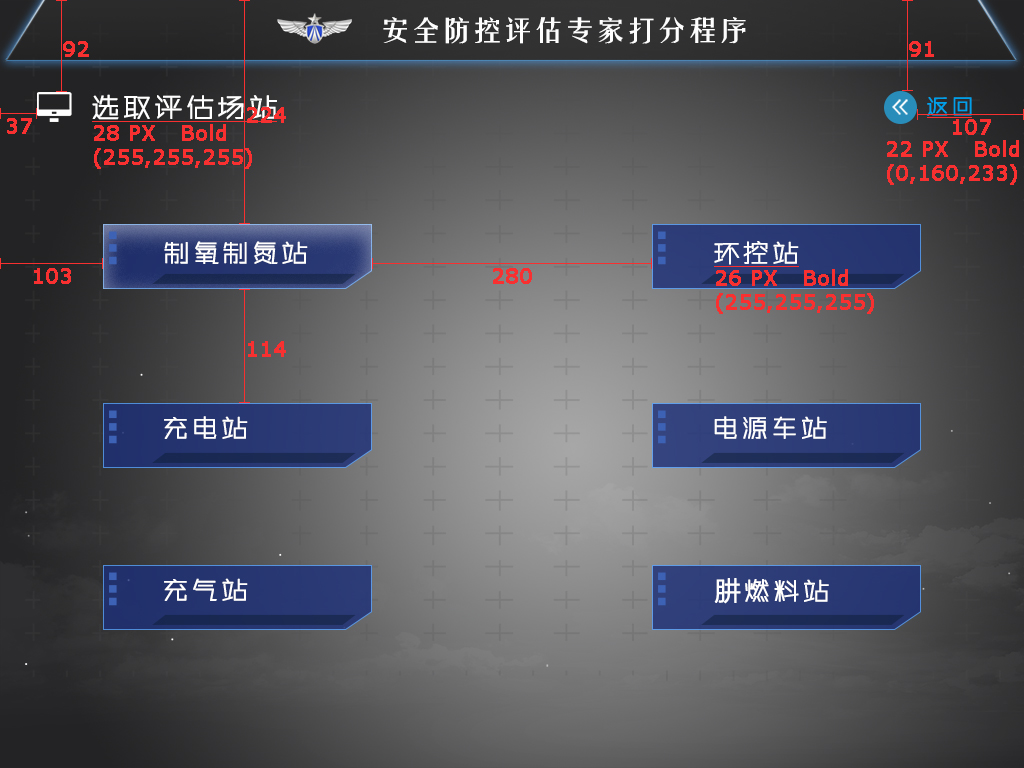 安全防控评估专家打分程序
92
91
选取评估场站
224
返回
37
28 PX Bold
(255,255,255)
107
22 PX Bold
(0,160,233)
制氧制氮站
环控站
103
280
26 PX Bold
(255,255,255)
114
充电站
电源车站
充气站
肼燃料站